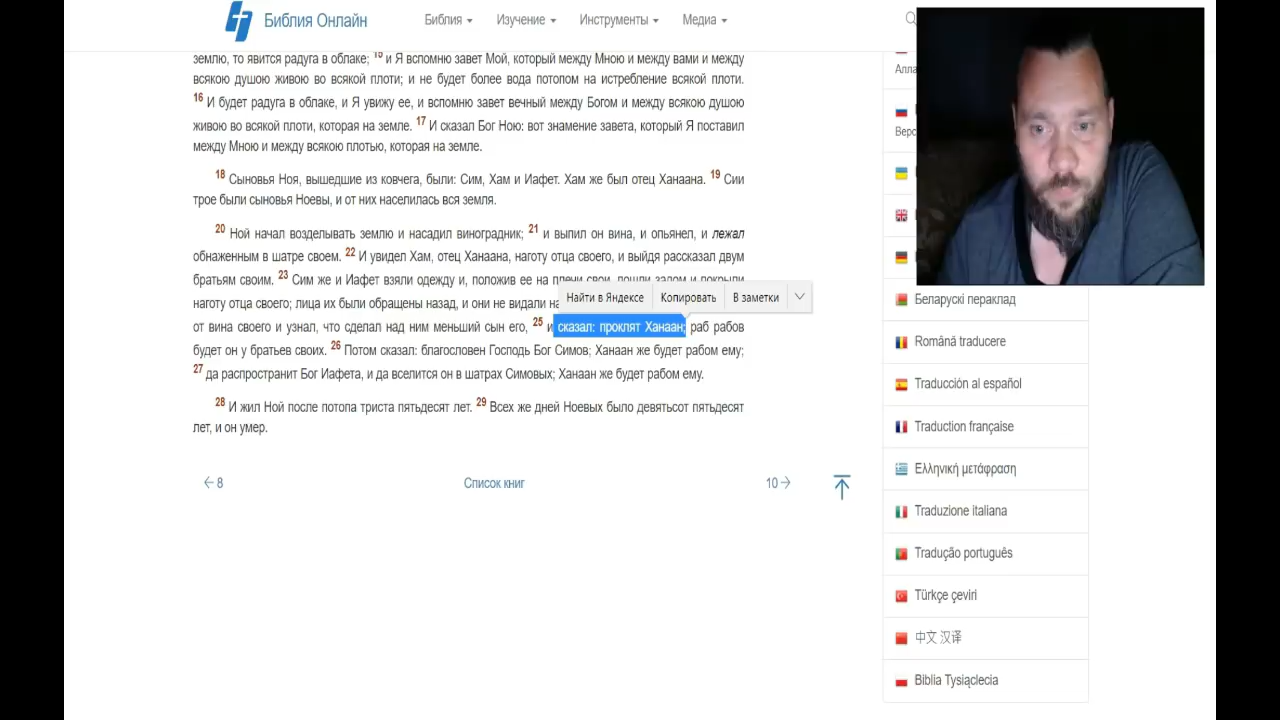 Библия Онлайн
Библия
Изучение
Инструменты
Медиа
землю, то явится радуга в облаке; 15 и Я вспомню завет Мой, который между Мною и между вами и между
всякою душою живою во всякой плоти; и не будет более вода потопом на истребление всякой плоти.
16 И будет радуга в облаке, и Я увижу ее, и вспомню завет вечный между Богом и между всякою душою
живою во всякой плоти, которая на земле. 17 И сказал Бог Ною: вот знамение завета, который Я поставил
между Мною и между всякою плотью, которая на земле.
18 Сыновья Ноя, вышедшие из ковчега, были: Сим, Хам и Иафет. Хам же был отец Ханаана. 19 Сии
трое были сыновья Ноевы, и от них населилась вся земля.
20 Ной начал возделывать землю и насадил виноградник; 21 и выпил он вина, и опьянел, и лежал
обнаженным в шатре своем. 22 И увидел Хам, отец Ханаана, наготу отца своего, и выйдя рассказал двум
братьям своим. 23 Сим же и Иафет взяли одежду и, положив ее на плечи свои, пошли задом и покрыли
наготу отца своего; лица их были обращены назад, и они не видали
Найти в Яндексе
Копировать
В заметки
от вина своего и узнал, что сделал над ним меньший сын его, 25 и сказал: проклят Ханаан; раб рабов
будет он у братьев своих. 26 Потом сказал: благословен Господь Бог Симов; Ханаан же будет рабом ему;
27 да распространит Бог Иафета, и да вселится он в шатрах Симовых; Ханаан же будет рабом ему.
28 И жил Ной после потопа триста пятьдесят лет. 29 Всех же дней Ноевых было девятьсот пятьдесят
лет, и он умер.
← 8
Список книг
10 →
Беларускі пераклад
Română traducere
Traducción al español
Traduction française
Ελληνική μετάφραση
Traduzione italiana
Tradução português
Türkçe çeviri
中文 汉译
Biblia Tysiąclecia